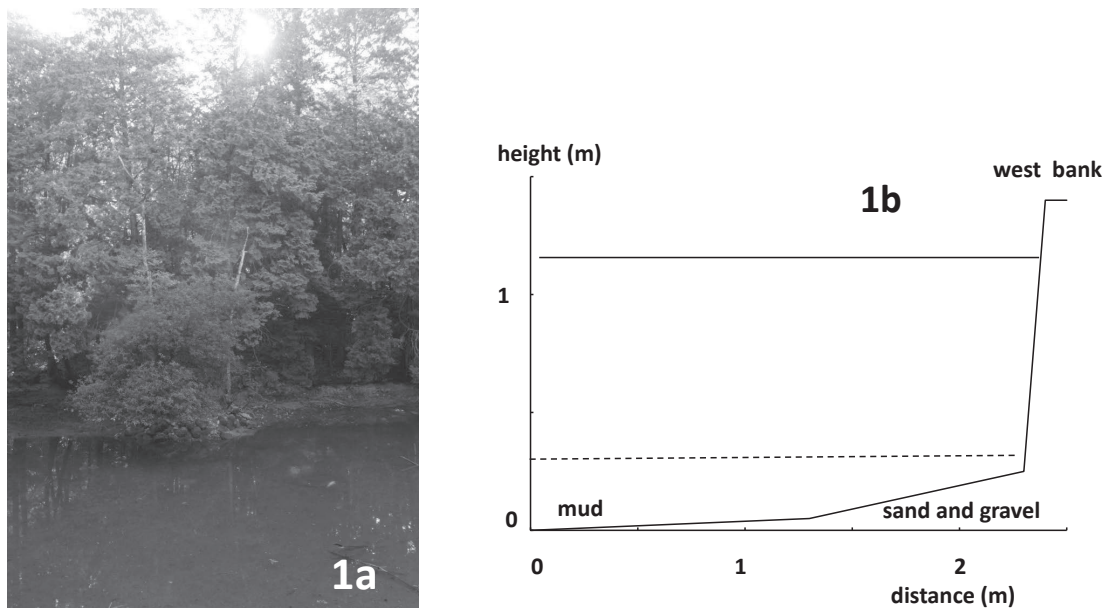 1a
height (m)
west bank
1b
1
mud
0
sand and gravel
0 1 2
distance (m)